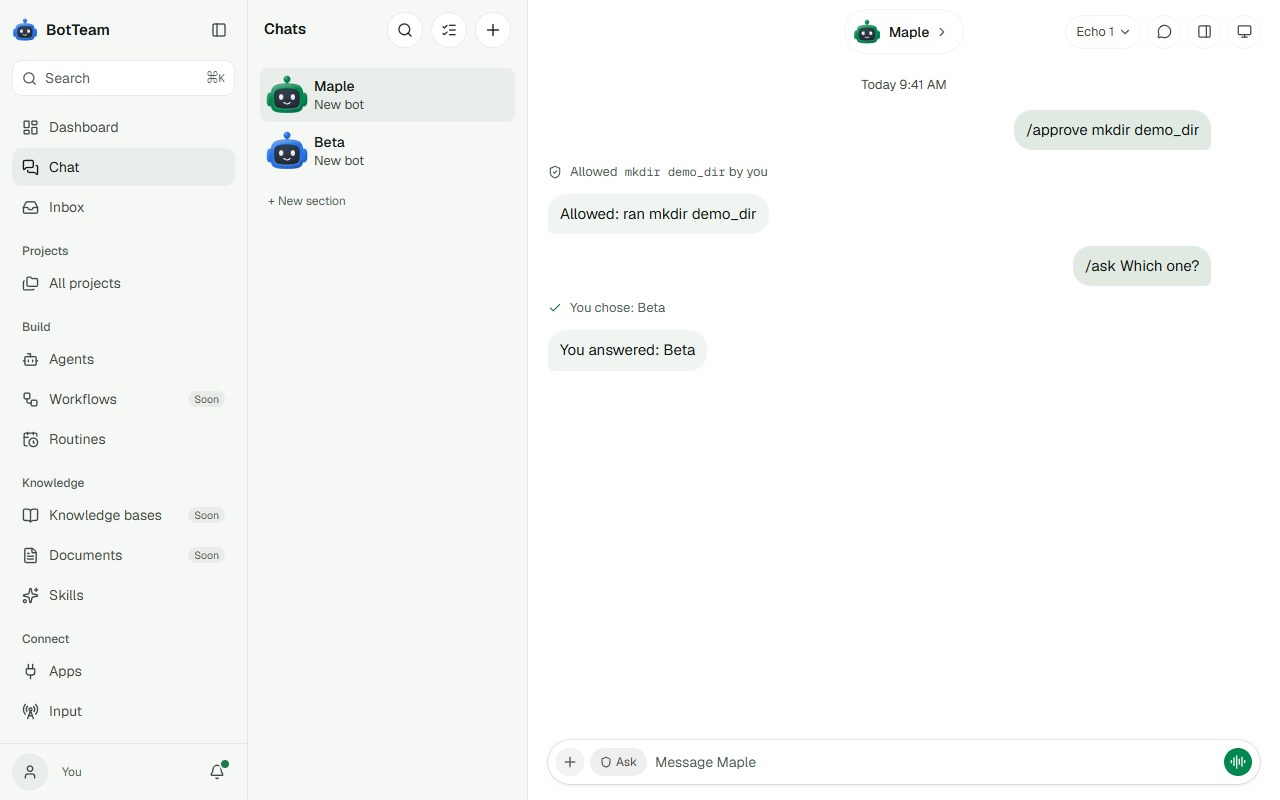 BotTeam
Search ⌘K
Dashboard
Chat
Inbox
Projects
All projects
Build
Agents
Workflows Soon
Routines
Knowledge
Knowledge bases Soon
Documents Soon
Skills
Connect
Apps
Input
You
Chats
Maple
New bot
Beta
New bot
+ New section
Maple
Echo 1
Today 9:41 AM
/approve mkdir demo_dir
Allowed mkdir demo_dir by you
Allowed: ran mkdir demo_dir
/ask Which one?
You chose: Beta
You answered: Beta
Ask Message Maple